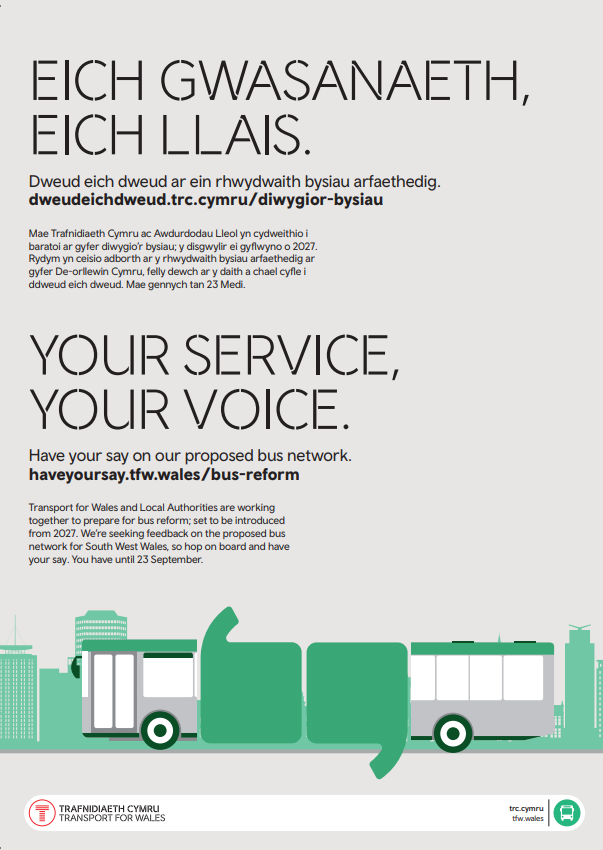 EICH GWASANAETH,
EICH LLAIS.
Dweud eich dweud ar ein rhwydwaith bysiau arfaethedig.
dweudeichdweud.trc.cymru/diwygior-bysiau
Mae Trafnidiaeth Cymru ac Awdurdodau Lleol yn cydweithio i
baratoi ar gyfer diwygio'r bysiau; y disgwylir ei gyflwyno o 2027.
Rydym yn ceisio adborth ar y rhwydwaith bysiau arfaethedig ar
gyfer De-orllewin Cymru, felly dewch ar y daith a chael cyfle i
ddweud eich dweud. Mae gennych tan 23 Medi.
YOUR SERVICE,
YOUR VOICE.
Have your say on our proposed bus network.
haveyoursay.tfw.wales/bus-reform
Transport for Wales and Local Authorities are working
together to prepare for bus reform; set to be introduced
from 2027. We're seeking feedback on the proposed bus
network for South West Wales, so hop on board and have
your say. You have until 23 September.
TRAFNIDIAETH CYMRU
TRANSPORT FOR WALES
trc.cymru
tfw.wales